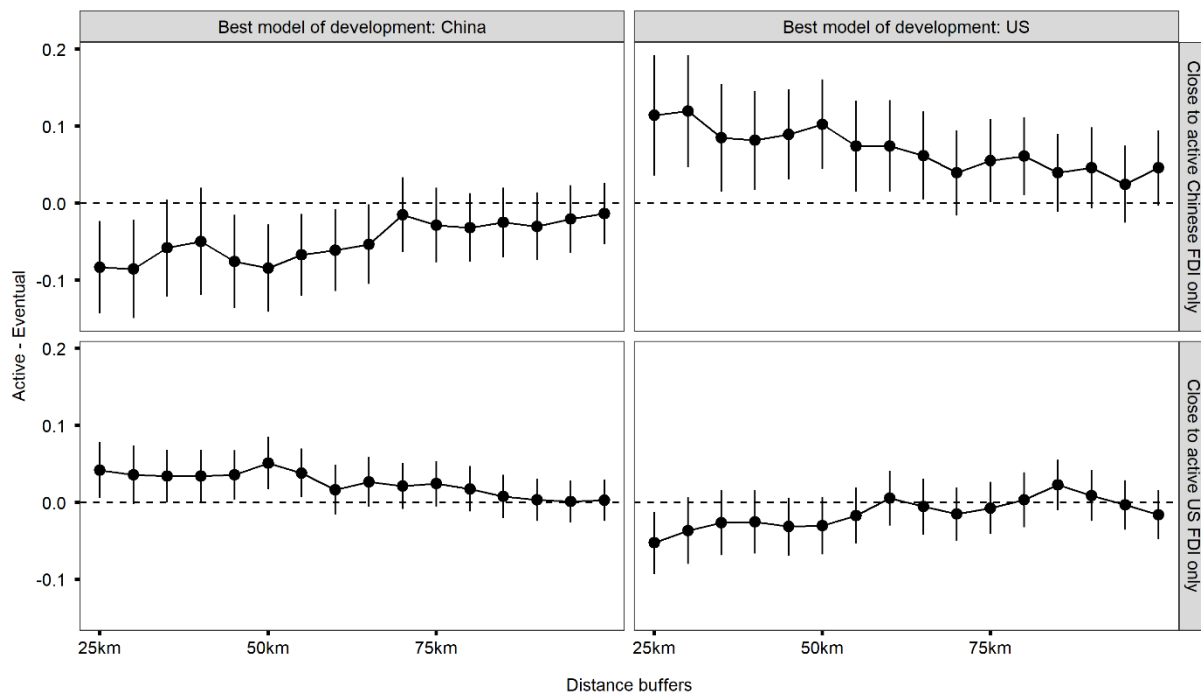 Best model of development: China
Best model of development: US
0.2
0.1
0.0
-0.1
Close to active Chinese FDI only
0.2
0.1
0.0
-0.1
Close to active US FDI only
Active - Eventual
25km
50km
75km
25km
50km
75km
Distance buffers